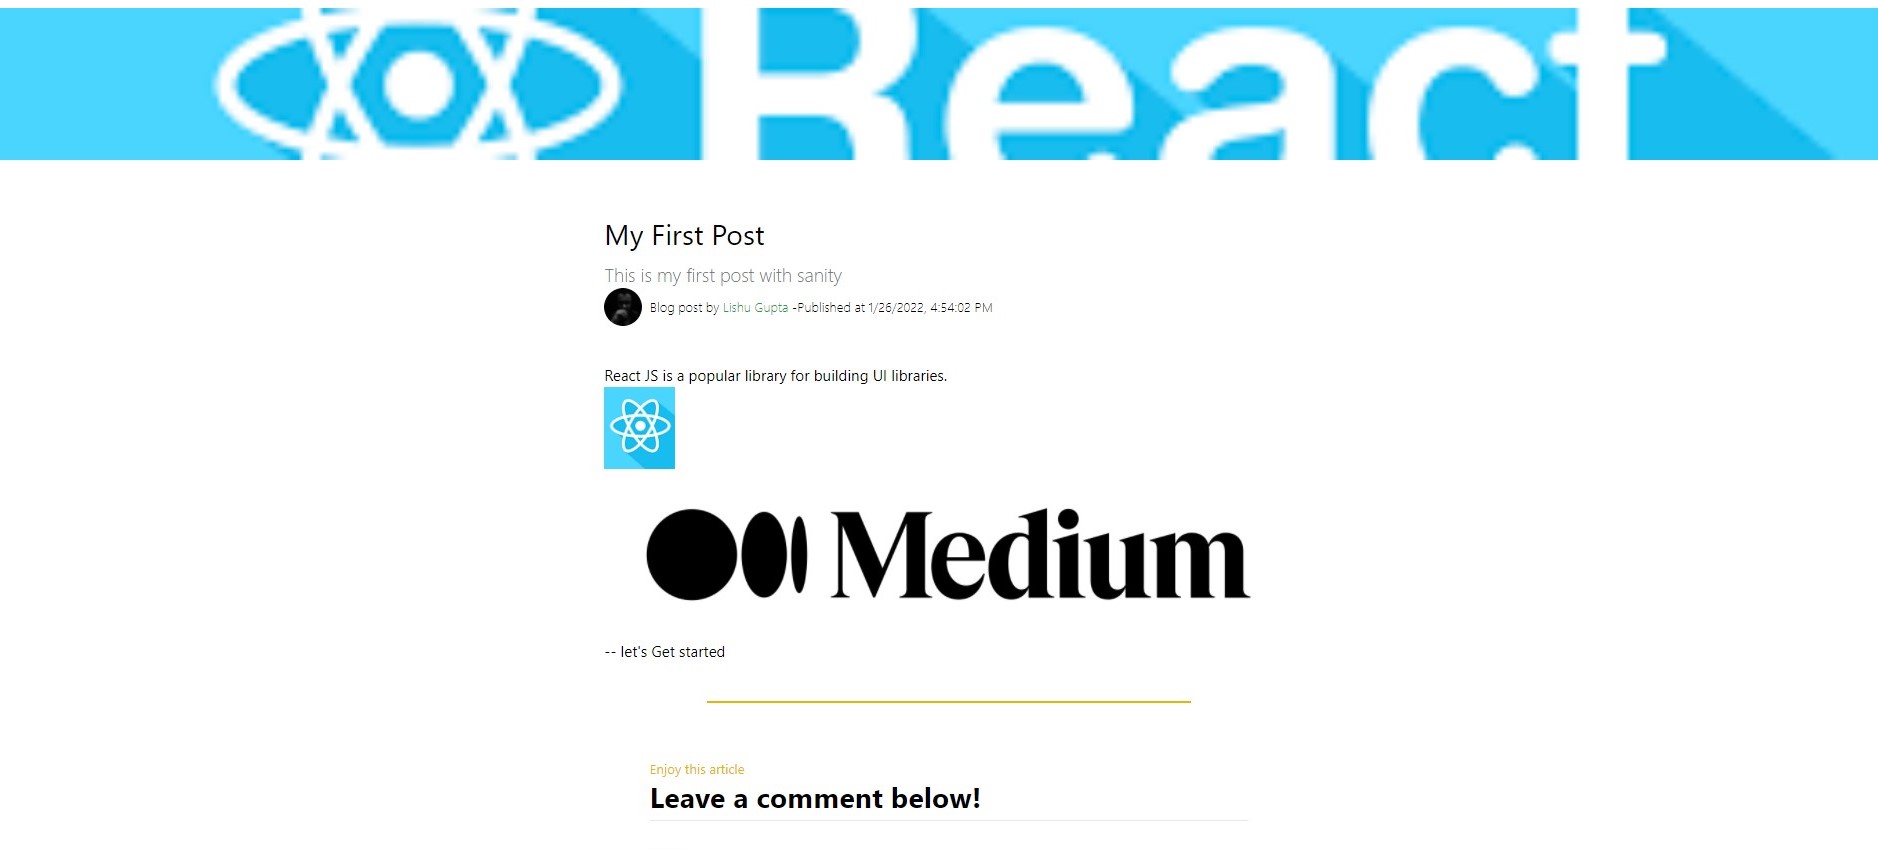 React
My First Post
This is my first post with sanity
Blog post by Lishu Gupta -Published at 1/26/2022, 4:54:02 PM
React JS is a popular library for building UI libraries.
Medium
-- let's Get started
Enjoy this article
Leave a comment below!